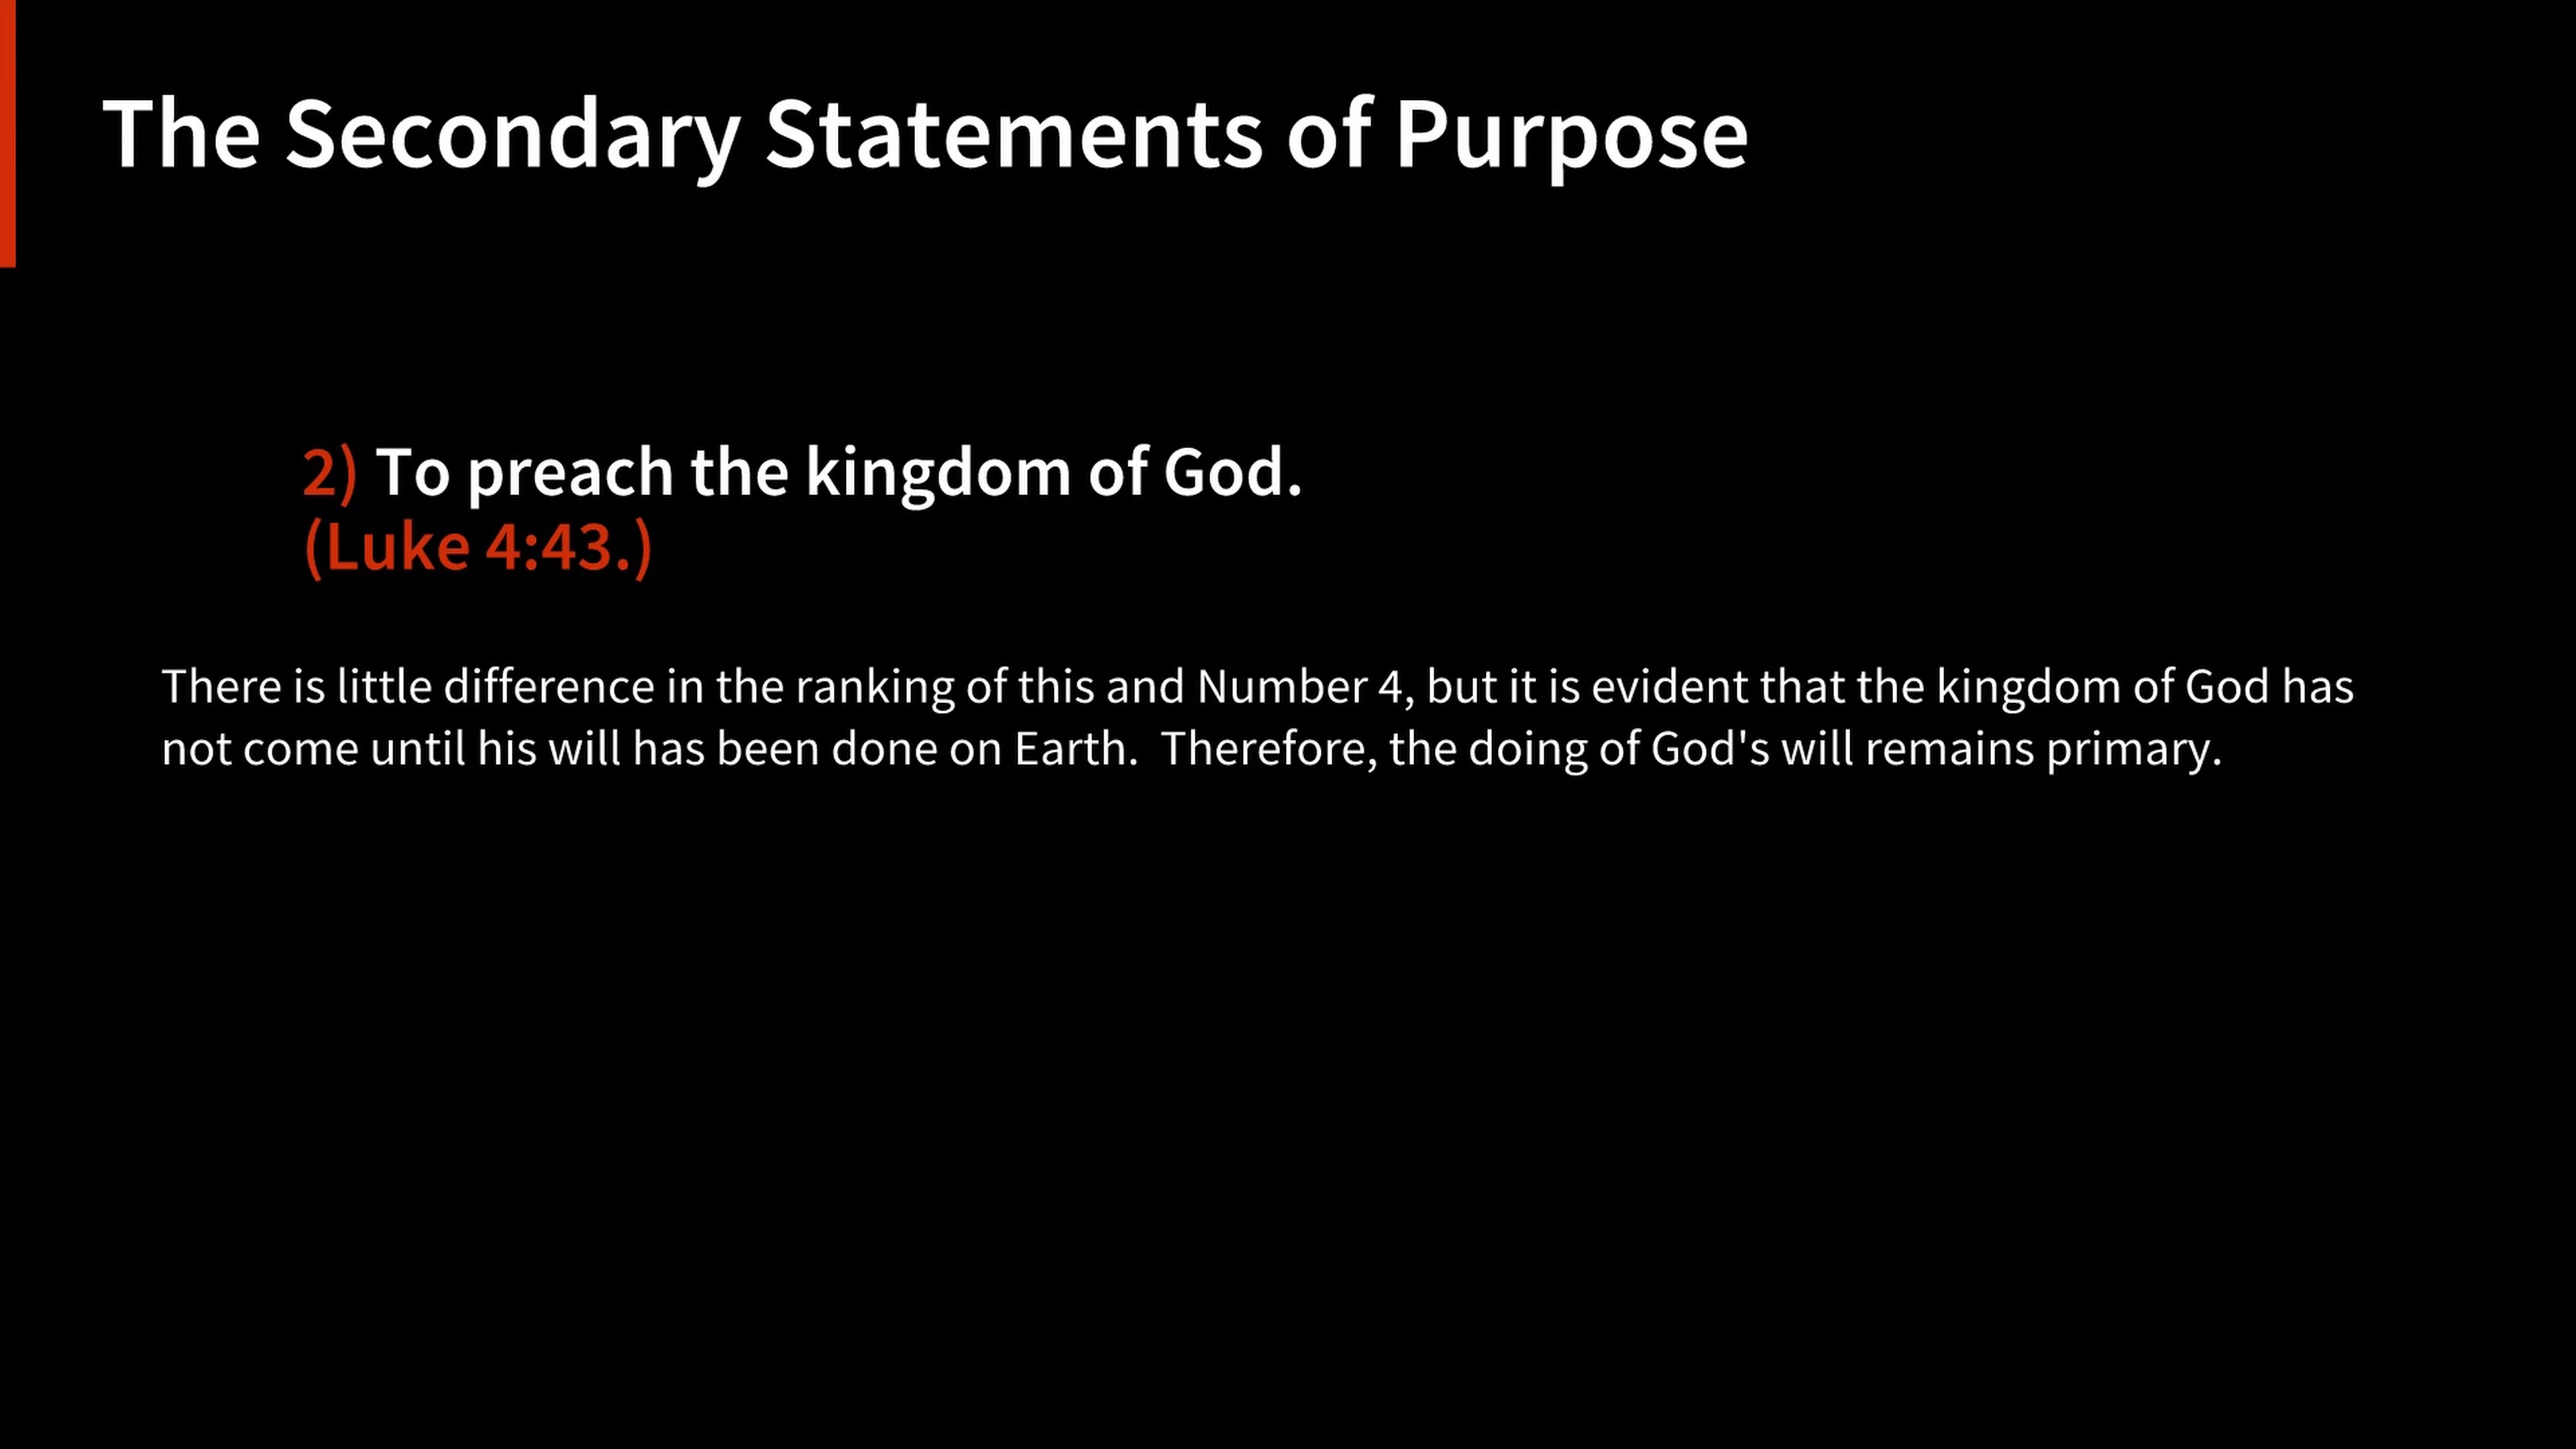 The Secondary Statements of Purpose
2) To preach the kingdom of God.
(Luke 4:43.)
There is little difference in the ranking of this and Number 4, but it is evident that the kingdom of God has
not come until his will has been done on Earth.  Therefore, the doing of God's will remains primary.